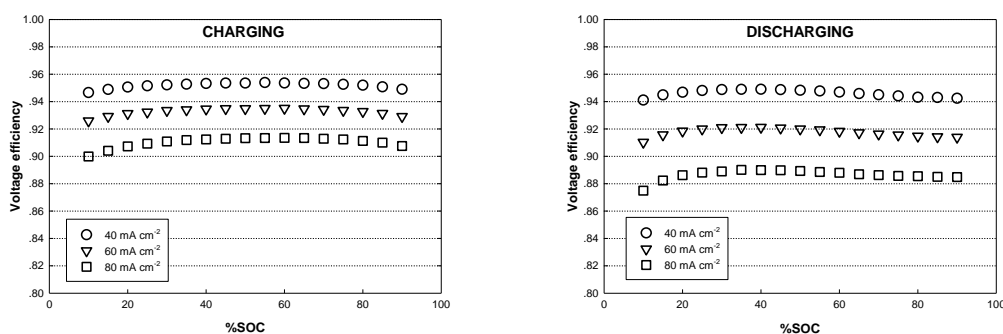 CHARGING
1.00
.98
.96
.94
.92
.90
.88
.86
.84
.82
.80
Voltage efficiency
40 mA cm-2
60 mA cm-2
80 mA cm-2
0 20 40 60 80 100
%SOC
DISCHARGING
1.00
.98
.96
.94
.92
.90
.88
.86
.84
.82
.80
Voltage efficiency
40 mA cm-2
60 mA cm-2
80 mA cm-2
0 20 40 60 80 100
%SOC